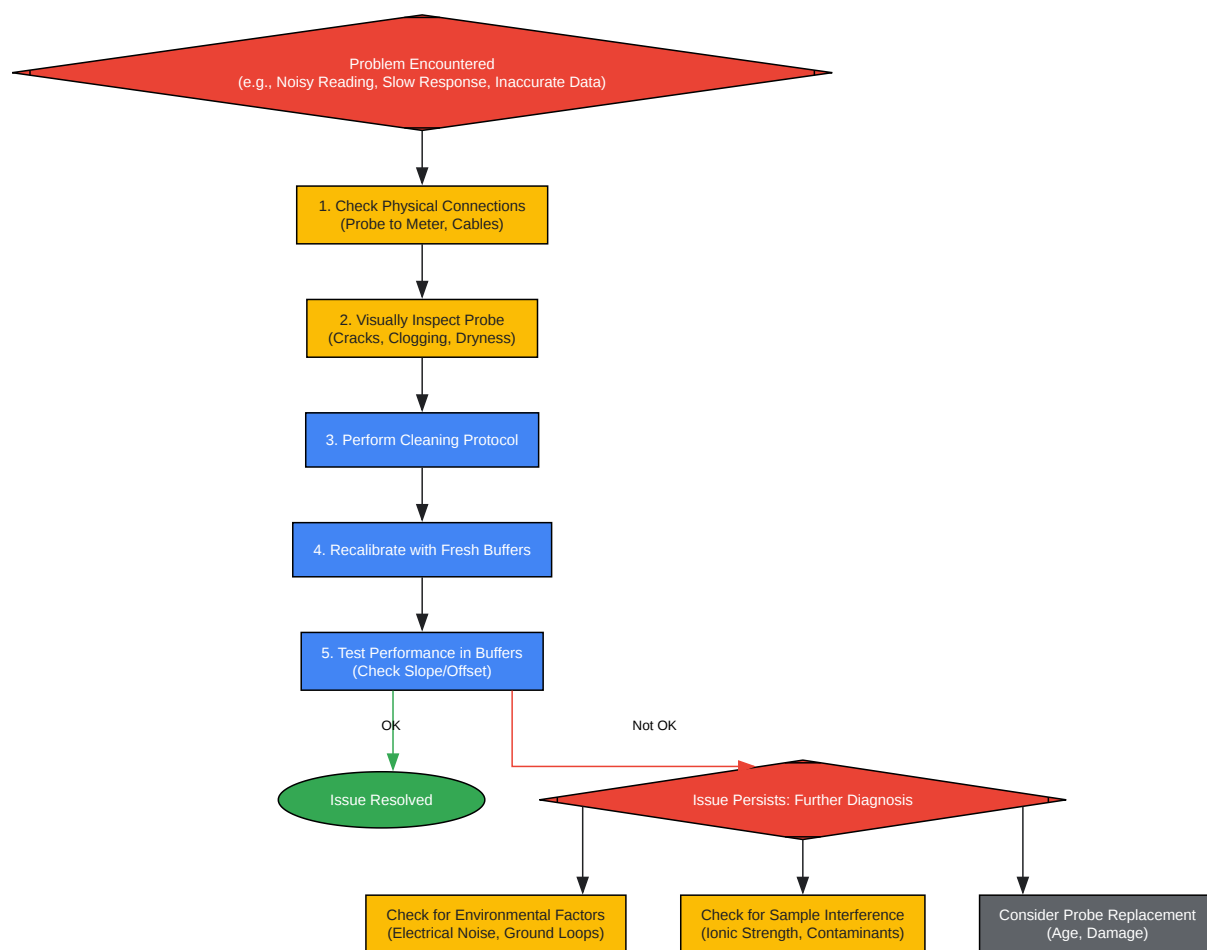 Problem Encountered
(e.g., Noisy Reading, Slow Response, Inaccurate Data)
1. Check Physical Connections
(Probe to Meter, Cables)
2. Visually Inspect Probe
(Cracks, Clogging, Dryness)
3. Perform Cleaning Protocol
4. Recalibrate with Fresh Buffers
5. Test Performance in Buffers
(Check Slope/Offset)
OK
Not OK
Issue Resolved
Issue Persists: Further Diagnosis
Check for Environmental Factors
(Electrical Noise, Ground Loops)
Check for Sample Interference
(Ionic Strength, Contaminants)
Consider Probe Replacement
(Age, Damage)